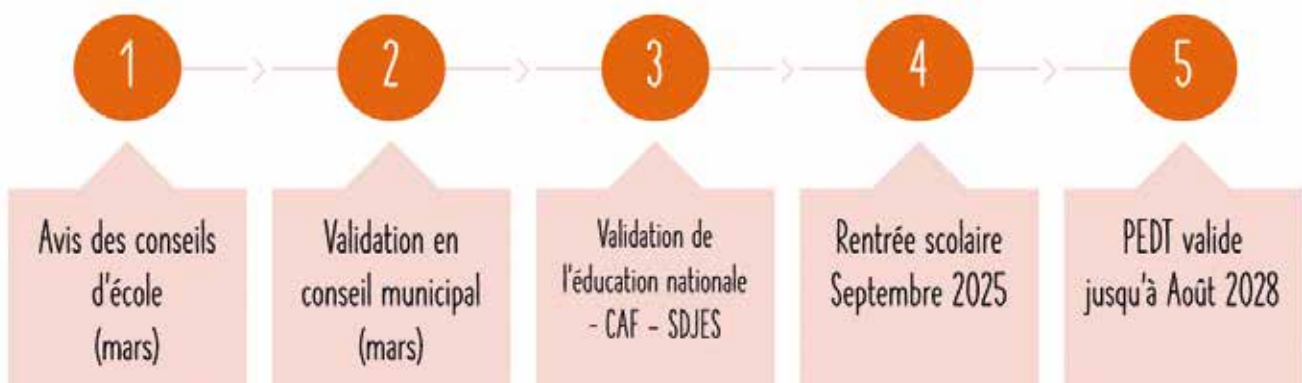 1
Avis des conseils
d'école
(mars)
2
Validation en
conseil municipal
(mars)
3
Validation de
l'éducation nationale
- CAF - SDJES
4
Rentrée scolaire
Septembre 2025
5
PEDT valide
jusqu'à Août 2028